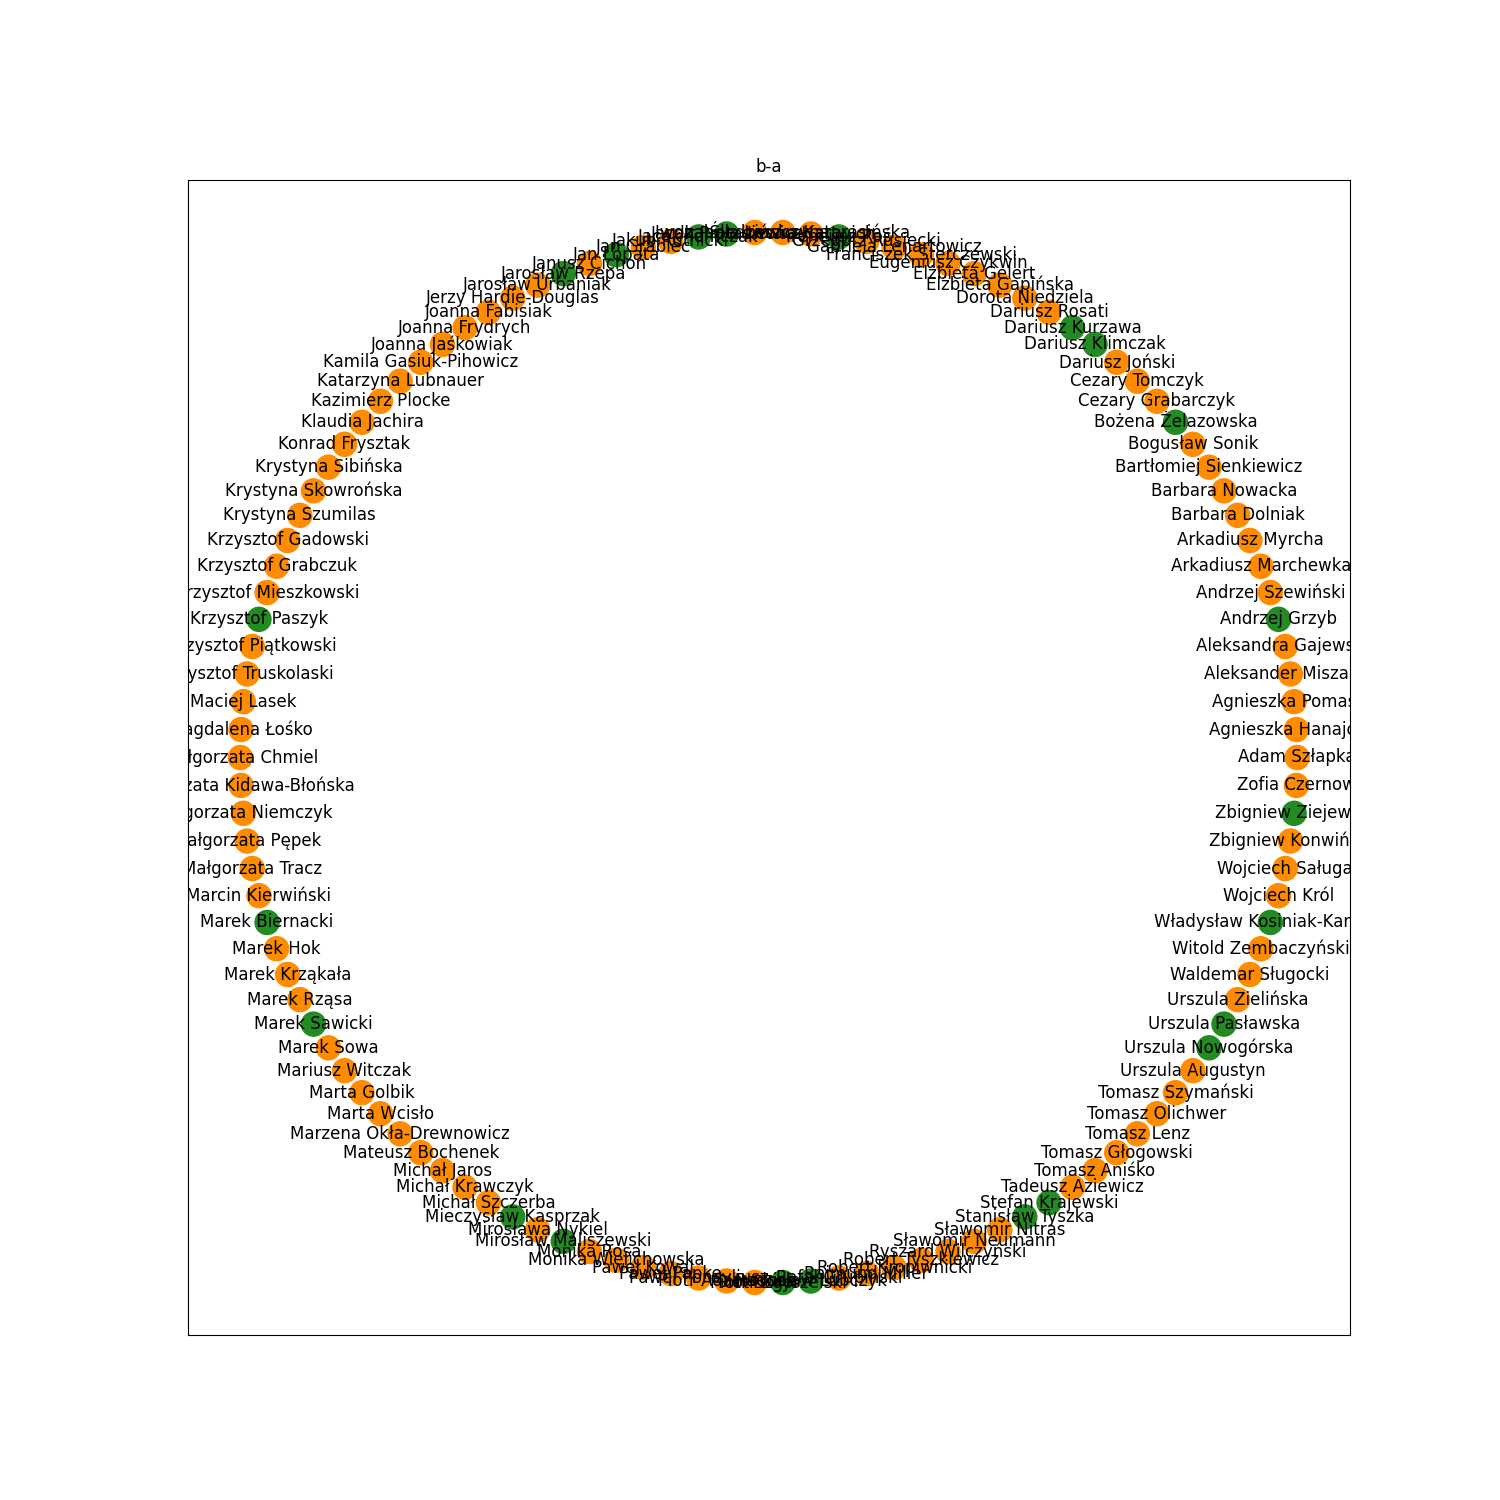 b-a
Gabriela Lenartowicz
Franciszek Sterczewski
Eugeniusz Czykwin
Elżbieta Gelert
Elżbieta Gapińska
Dorota Niedziela
Dariusz Rosati
Dariusz Kurzawa
Dariusz Klimczak
Dariusz Joński
Cezary Tomczyk
Cezary Grabarczyk
Bożena Żelazowska
Bogusław Sonik
Bartłomiej Sienkiewicz
Barbara Nowacka
Barbara Dolniak
Arkadiusz Myrcha
Arkadiusz Marchewka
Andrzej Szewiński
Andrzej Grzyb
Aleksandra Gajews
Aleksander Misza
Agnieszka Pomas
Agnieszka Hanajo
Adam Szłapka
Zofia Czernow
Zbigniew Ziejew
Zbigniew Konwiń
Wojciech Saługa
Wojciech Król
Władysław Kosiniak-Kam
Witold Zembaczyński
Waldemar Sługocki
Urszula Zielińska
Urszula Pasławska
Urszula Nowogórska
Urszula Augustyn
Tomasz Szymański
Tomasz Olichwer
Tomasz Lenz
Tomasz Głogowski
Tomasz Aniśko
Tadeusz Aziewicz
Stefan Krajewski
Stanisław Tyszka
Sławomir Nitras
Sławomir Neumann
Ryszard Wilczyński
Robert Tyszkiewicz
Robert Kropiwnicki
Jakub Rutnicki
Jan Grabiec
Jan Łopata
Janusz Cichoń
Jarosław Rzepa
Jarosław Urbaniak
Jerzy Hardie-Douglas
Joanna Fabisiak
Joanna Frydrych
Joanna Jaśkowiak
Kamila Gasiuk-Pihowicz
Katarzyna Lubnauer
Kazimierz Plocke
Klaudia Jachira
Konrad Frysztak
Krystyna Sibińska
Krystyna Skowrońska
Krystyna Szumilas
Krzysztof Gadowski
Krzysztof Grabczuk
rzysztof Mieszkowski
Krzysztof Paszyk
zysztof Piątkowski
ysztof Truskolaski
Maciej Lasek
agdalena Łośko
łgorzata Chmiel
zata Kidawa-Błońska
gorzata Niemczyk
ałgorzata Pępek
Małgorzata Tracz
Marcin Kierwiński
Marek Biernacki
Marek Hok
Marek Krząkała
Marek Rząsa
Marek Sawicki
Marek Sowa
Mariusz Witczak
Marta Golbik
Marta Wcisło
Marzena Okła-Drewnowicz
Mateusz Bochenek
Michał Jaros
Michał Krawczyk
Michał Szczerba
Mieczysław Kasprzak
Mirosława Nykiel
Mirosław Maliszewski
Monika Rosa
Monika Wielichowska